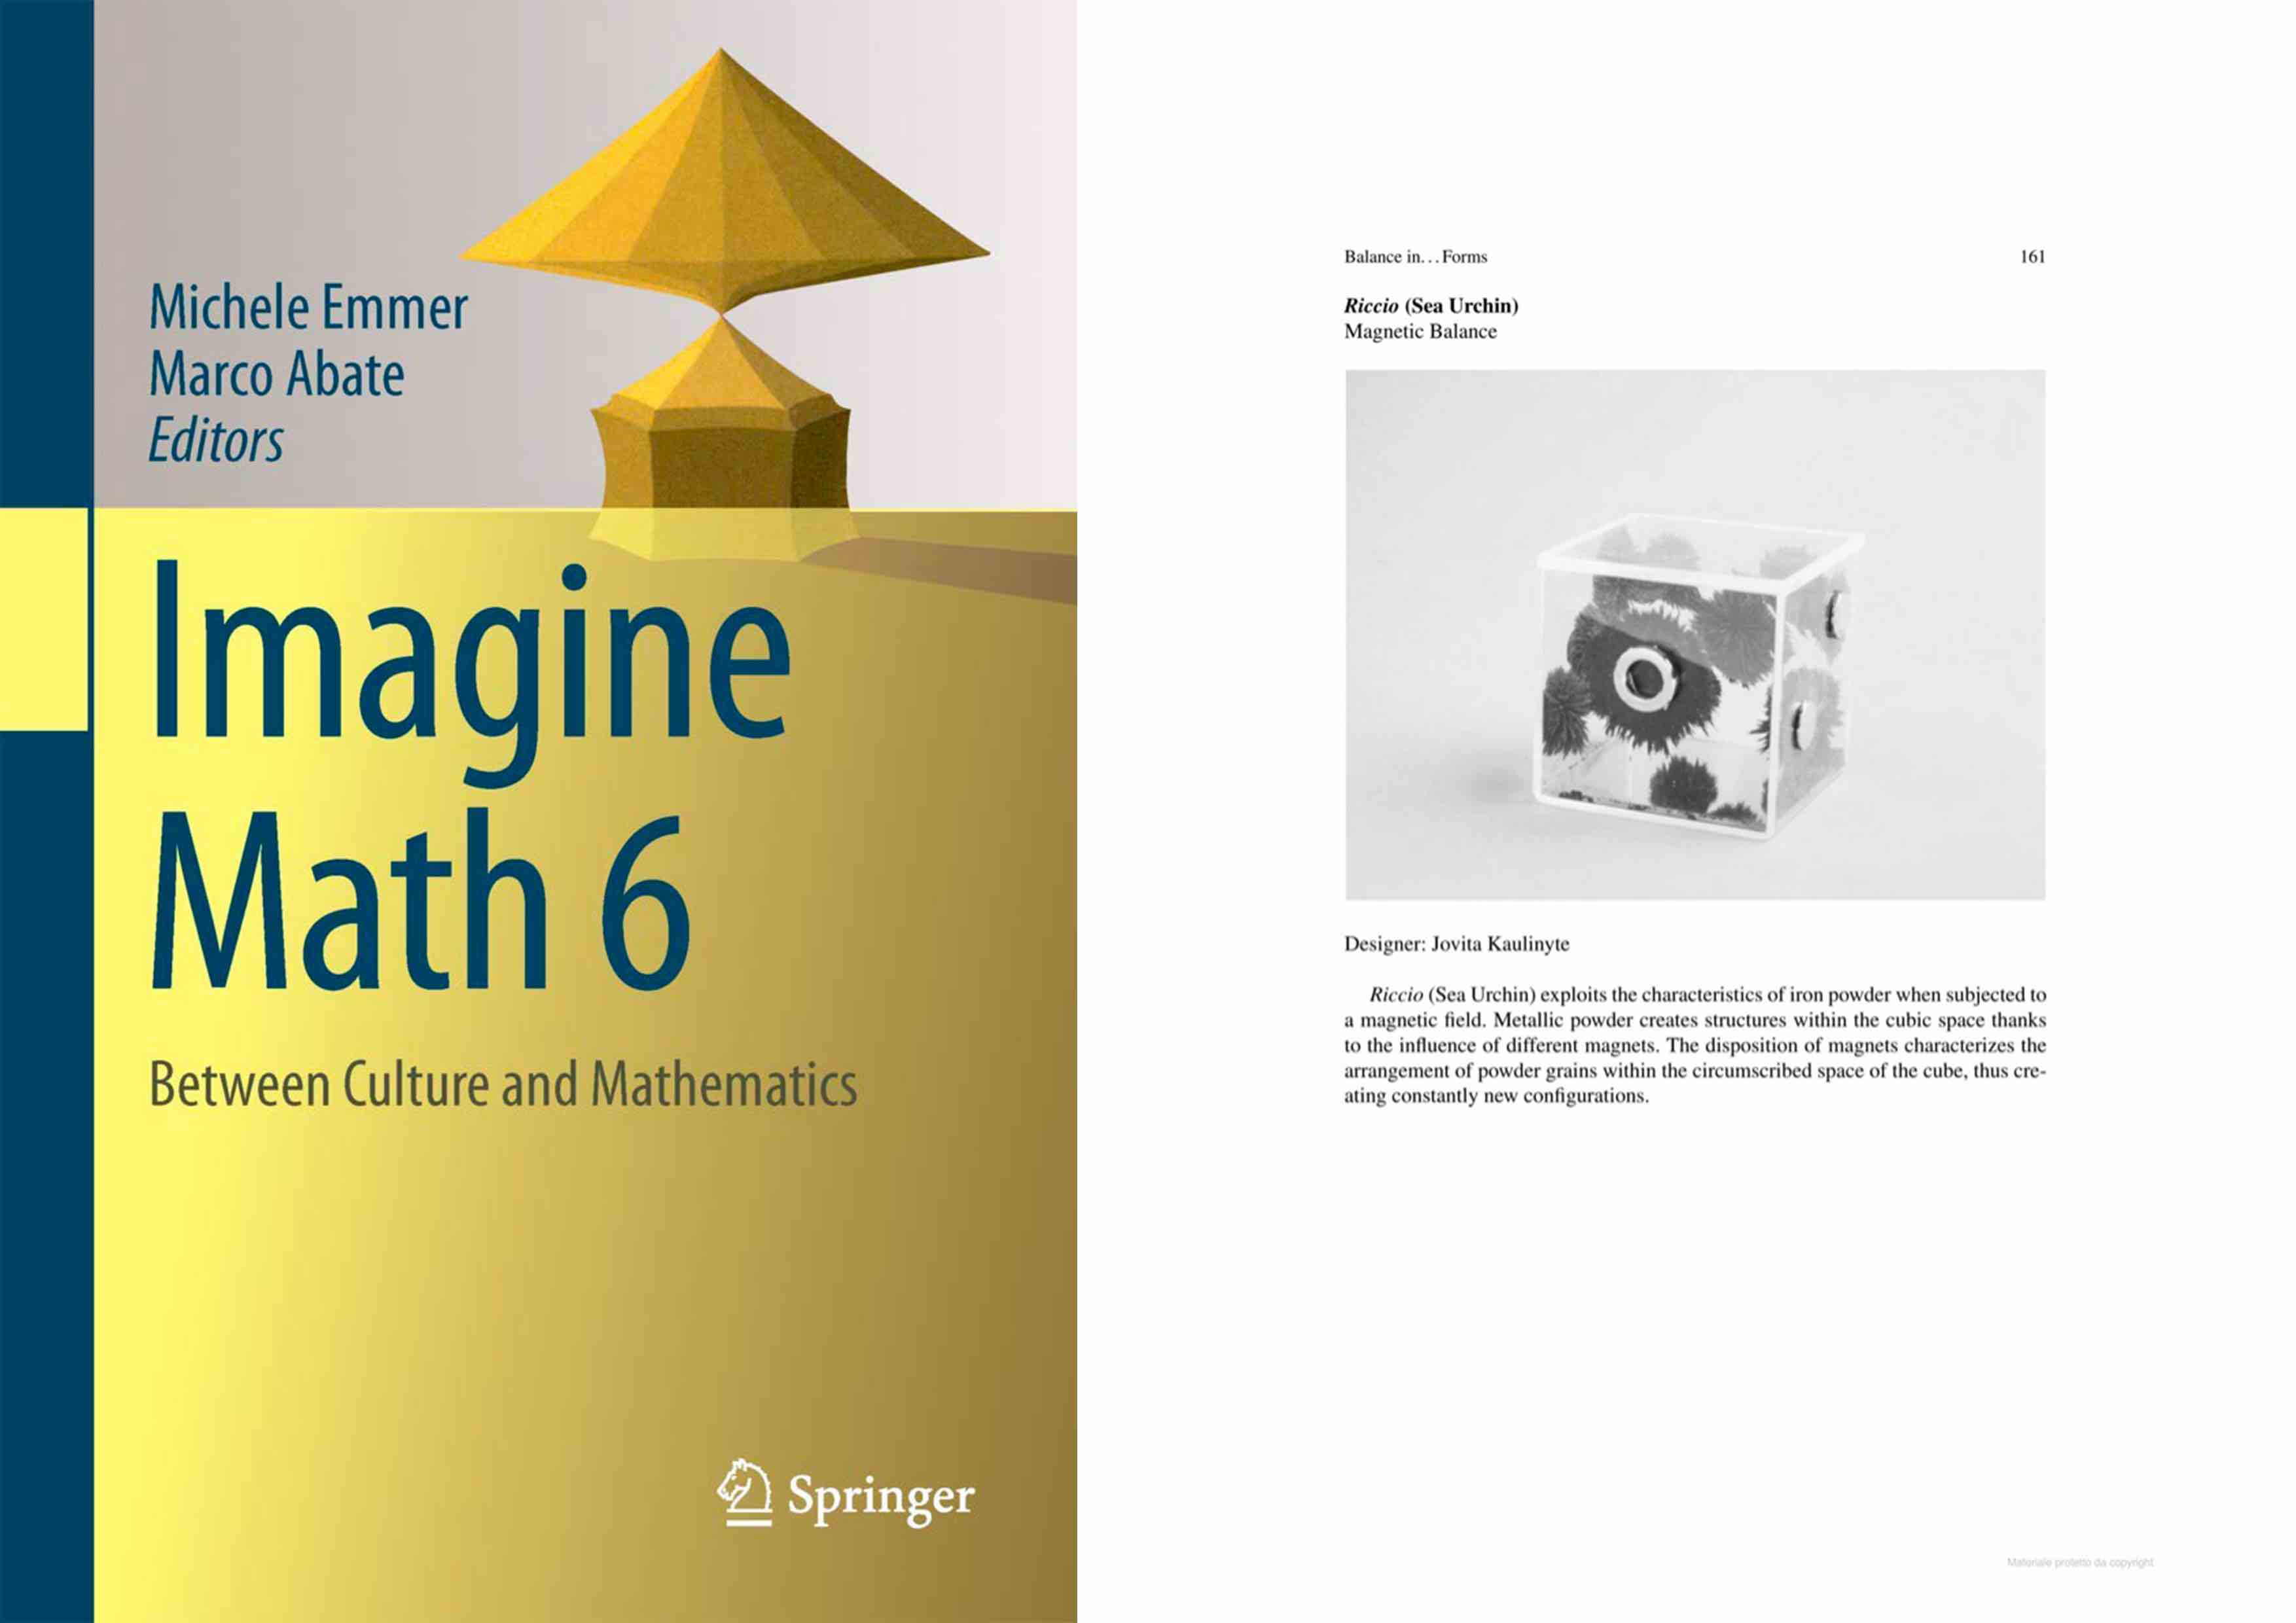 Michele Emmer
Marco Abate
Editors
Imagine
Math 6
Between Culture and Mathematics
Springer
Balance in... Forms 161
Riccio (Sea Urchin)
Magnetic Balance
Designer: Jovita Kaulinyte
Riccio (Sea Urchin) exploits the characteristics of iron powder when subjected to
a magnetic field. Metallic powder creates structures within the cubic space thanks
to the influence of different magnets. The disposition of magnets characterizes the
arrangement of powder grains within the circumscribed space of the cube, thus cre-
ating constantly new configurations.
Materiale protetto da copyright